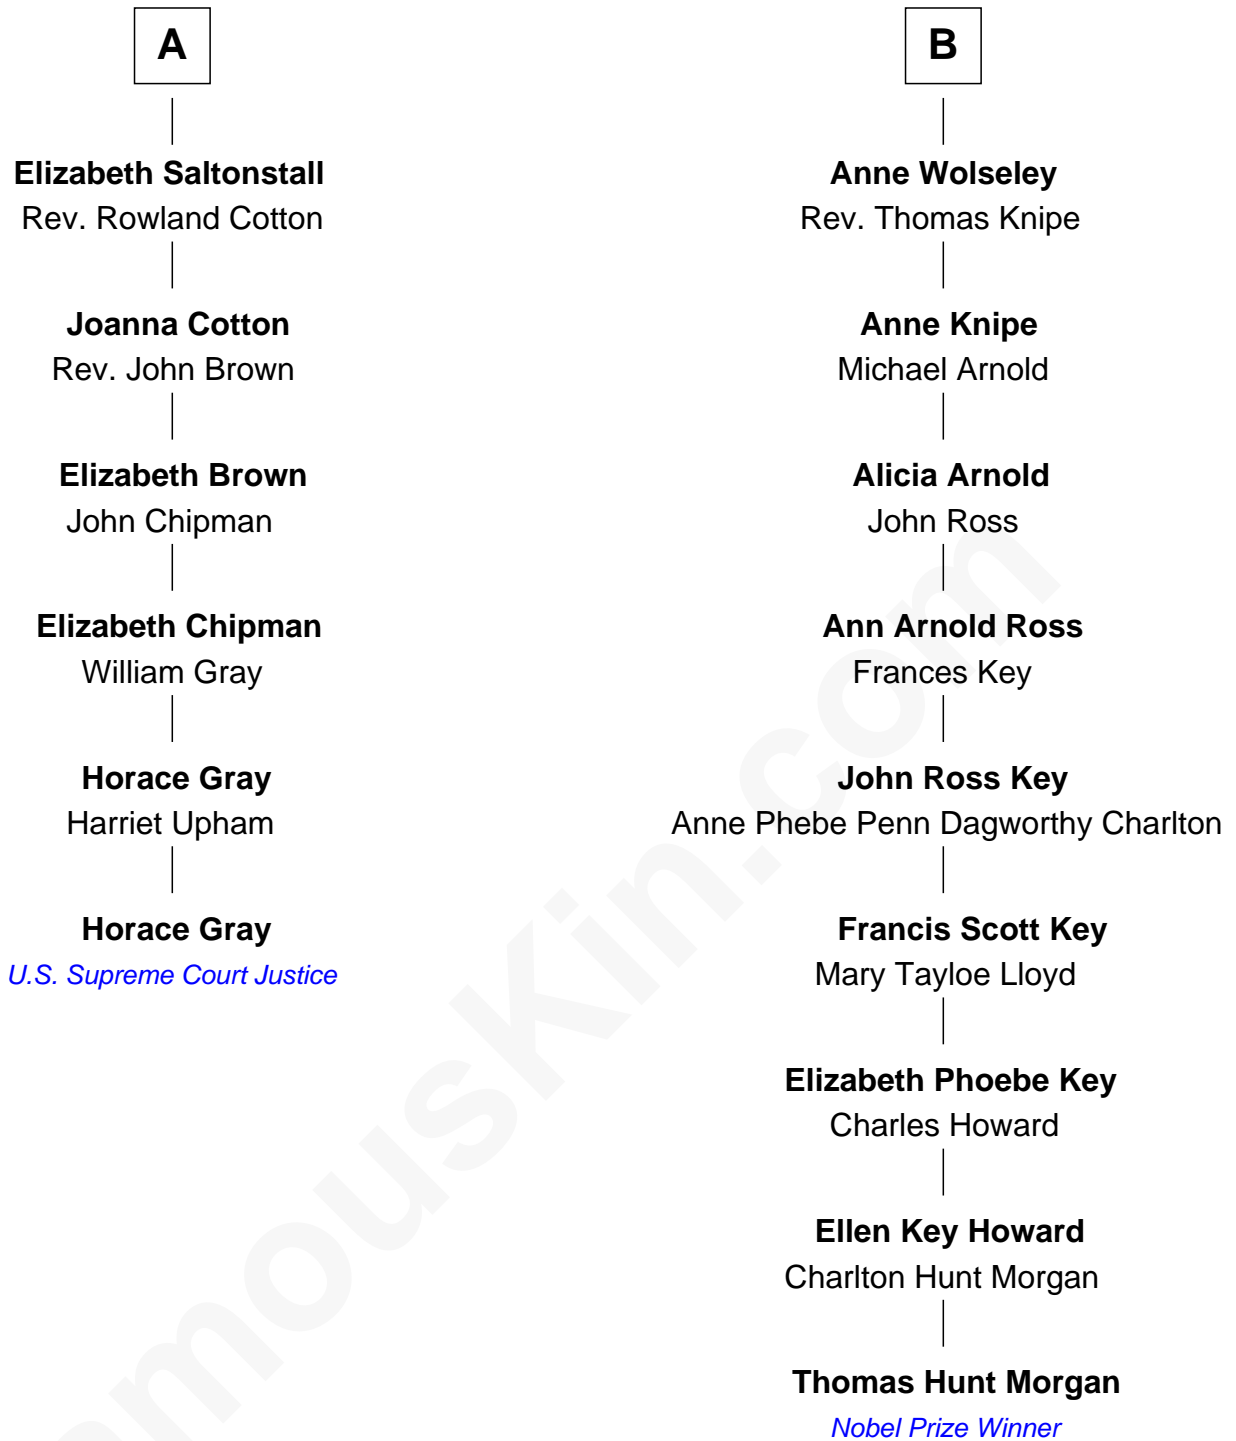 A
Elizabeth Saltonstall
Rev. Rowland Cotton
Joanna Cotton
Rev. John Brown
Elizabeth Brown
John Chipman
Elizabeth Chipman
William Gray
Horace Gray
Harriet Upham
Horace Gray
U.S. Supreme Court Justice
B
Anne Wolseley
Rev. Thomas Knipe
Anne Knipe
Michael Arnold
Alicia Arnold
John Ross
Ann Arnold Ross
Frances Key
John Ross Key
Anne Phebe Penn Dagworthy Charlton
Francis Scott Key
Mary Tayloe Lloyd
Elizabeth Phoebe Key
Charles Howard
Ellen Key Howard
Charlton Hunt Morgan
Thomas Hunt Morgan
Nobel Prize Winner
amousKin.com